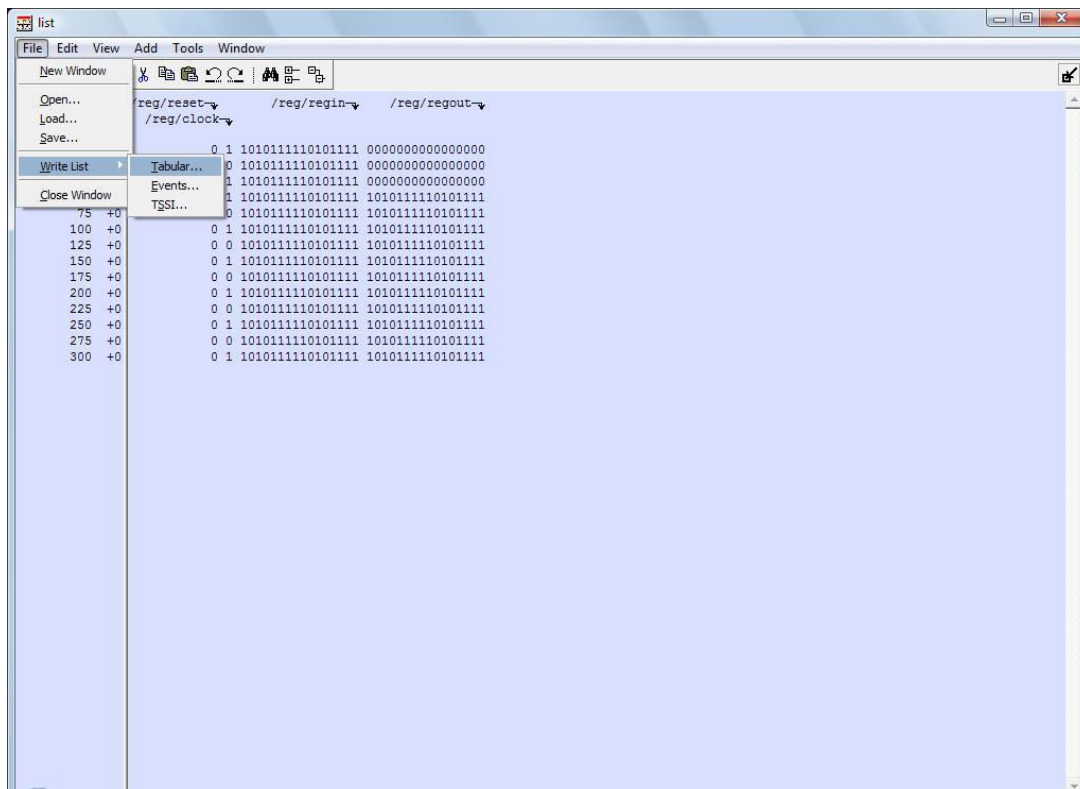 list
File Edit View Add Tools Window
New Window
Open...
Load...
Save...
Write List
Close Window
Tabular...
Events...
TSSI...
/reg/reset /reg/regin /reg/regout
/reg/clock
0 1 1010111110101111 0000000000000000
0 1010111110101111 0000000000000000
1 1010111110101111 0000000000000000
1 1010111110101111 1010111110101111
75 +0 0 1010111110101111 1010111110101111
100 +0 0 1 1010111110101111 1010111110101111
125 +0 0 0 1010111110101111 1010111110101111
150 +0 0 1 1010111110101111 1010111110101111
175 +0 0 0 1010111110101111 1010111110101111
200 +0 0 1 1010111110101111 1010111110101111
225 +0 0 0 1010111110101111 1010111110101111
250 +0 0 1 1010111110101111 1010111110101111
275 +0 0 0 1010111110101111 1010111110101111
300 +0 0 1 1010111110101111 1010111110101111